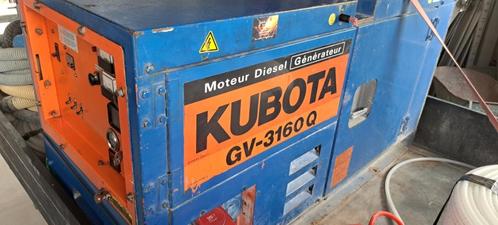 Moteur Diesel Générateur
KUBOTA
GV-3160Q